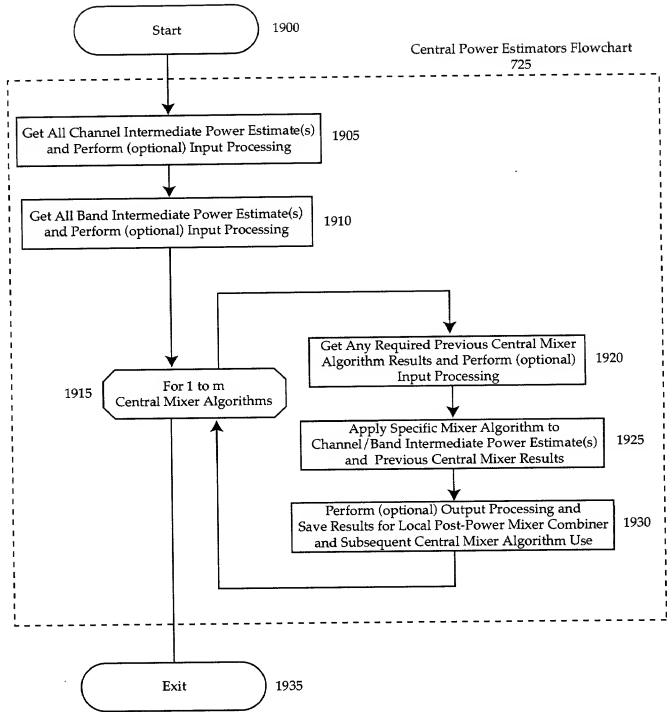 Start
1900
Central Power Estimators Flowchart
725
Get All Channel Intermediate Power Estimate(s)
and Perform (optional) Input Processing
1905
Get All Band Intermediate Power Estimate(s)
and Perform (optional) Input Processing
1910
1915
For 1 to m
Central Mixer Algorithms
Get Any Required Previous Central Mixer
Algorithm Results and Perform (optional)
Input Processing
1920
Apply Specific Mixer Algorithm to
Channel/Band Intermediate Power Estimate(s)
and Previous Central Mixer Results
1925
Perform (optional) Output Processing and
Save Results for Local Post-Power Mixer Combiner
and Subsequent Central Mixer Algorithm Use
1930
Exit
1935